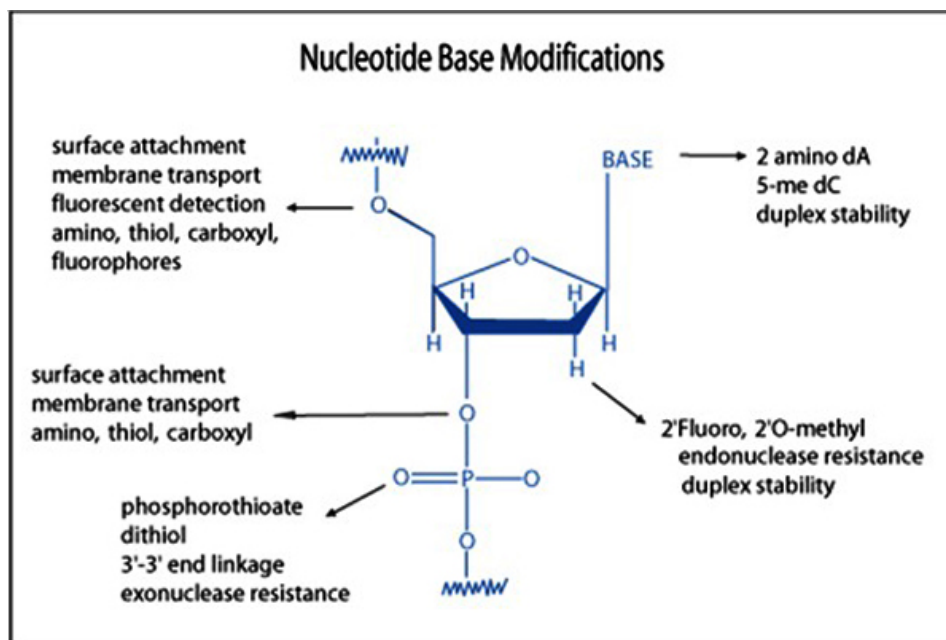 Nucleotide Base Modifications
surface attachment
membrane transport
fluorescent detection
amino, thiol, carboxyl,
fluorophores
BASE
2 amino dA
5-me dC
duplex stability
O
O
H
H
H
H
H
surface attachment
membrane transport
amino, thiol, carboxyl
O
2'Fluoro, 2'O-methyl
endonuclease resistance
duplex stability
O
P
O
phosphorothioate
dithiol
3'-3' end linkage
exonuclease resistance
O